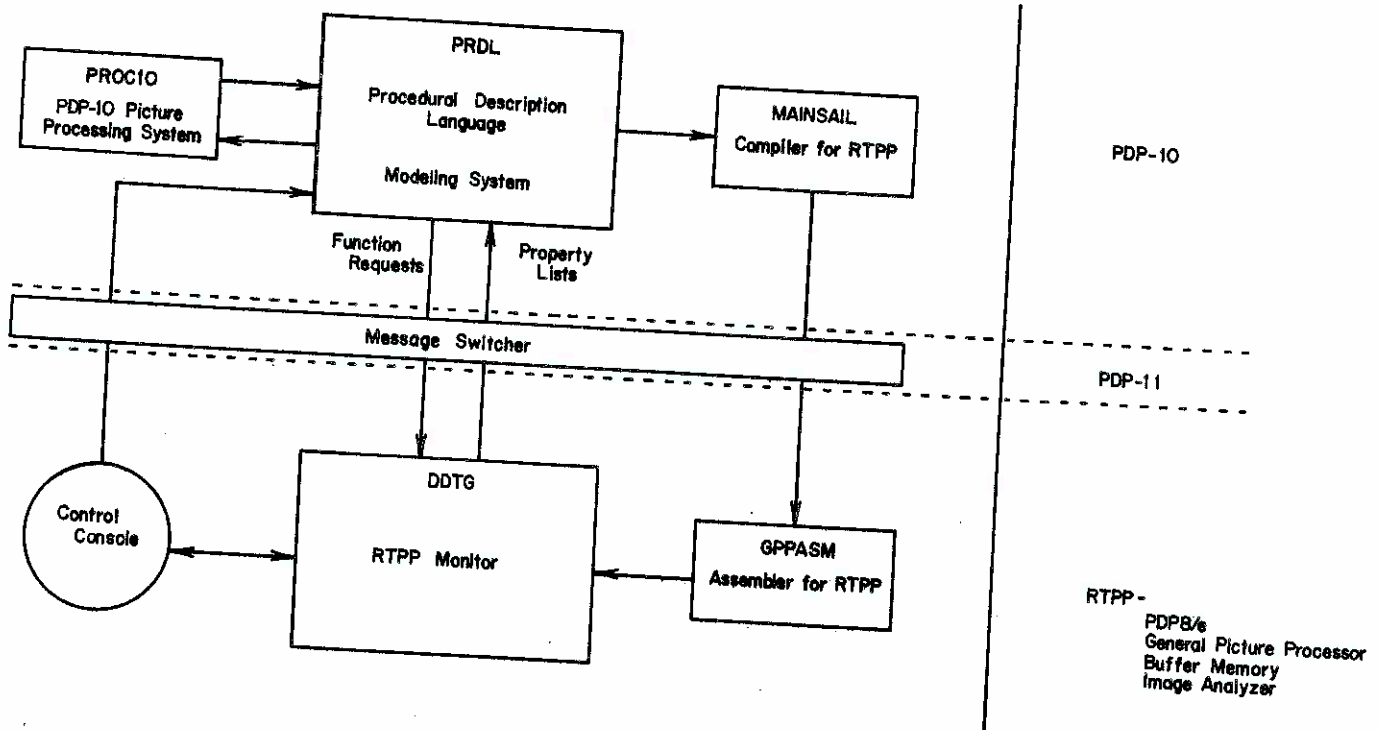 PRDL
Procedural Description
Language
Modeling System
PROC10
PDP-10 Picture
Processing System
MAINSAIL
Compiler for RTPP
PDP-10
Function
Requests
Property
Lists
Message Switcher
PDP-11
Control
Console
DDTG
RTPP Monitor
GPPASM
Assembler for RTPP
RTPP-
PDP8/e
General Picture Processor
Buffer Memory
Image Analyzer